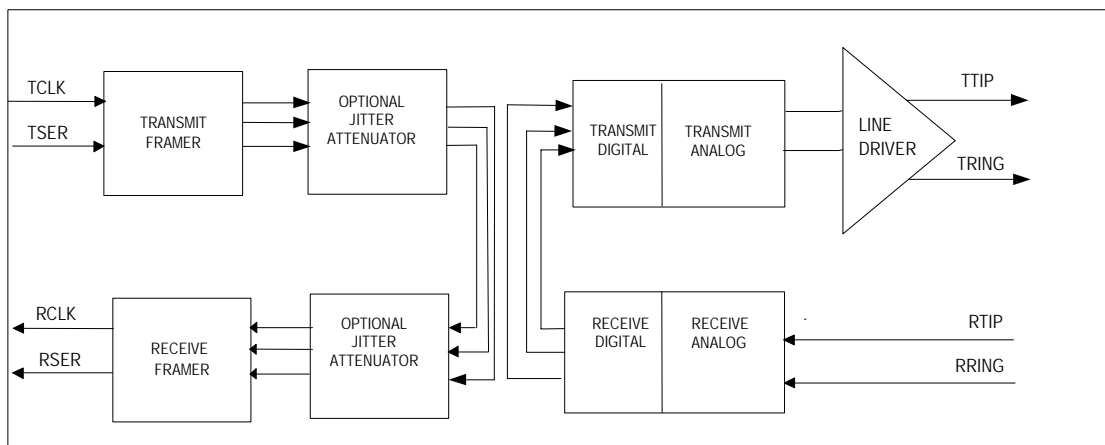 TCLK
TSER
TRANSMIT
FRAMER
OPTIONAL
JITTER
ATTENUATOR
TRANSMIT
DIGITAL
TRANSMIT
ANALOG
LINE
DRIVER
TTIP
TRING
RCLK
RSER
RECEIVE
FRAMER
OPTIONAL
JITTER
ATTENUATOR
RECEIVE
DIGITAL
RECEIVE
ANALOG
RTIP
RRING